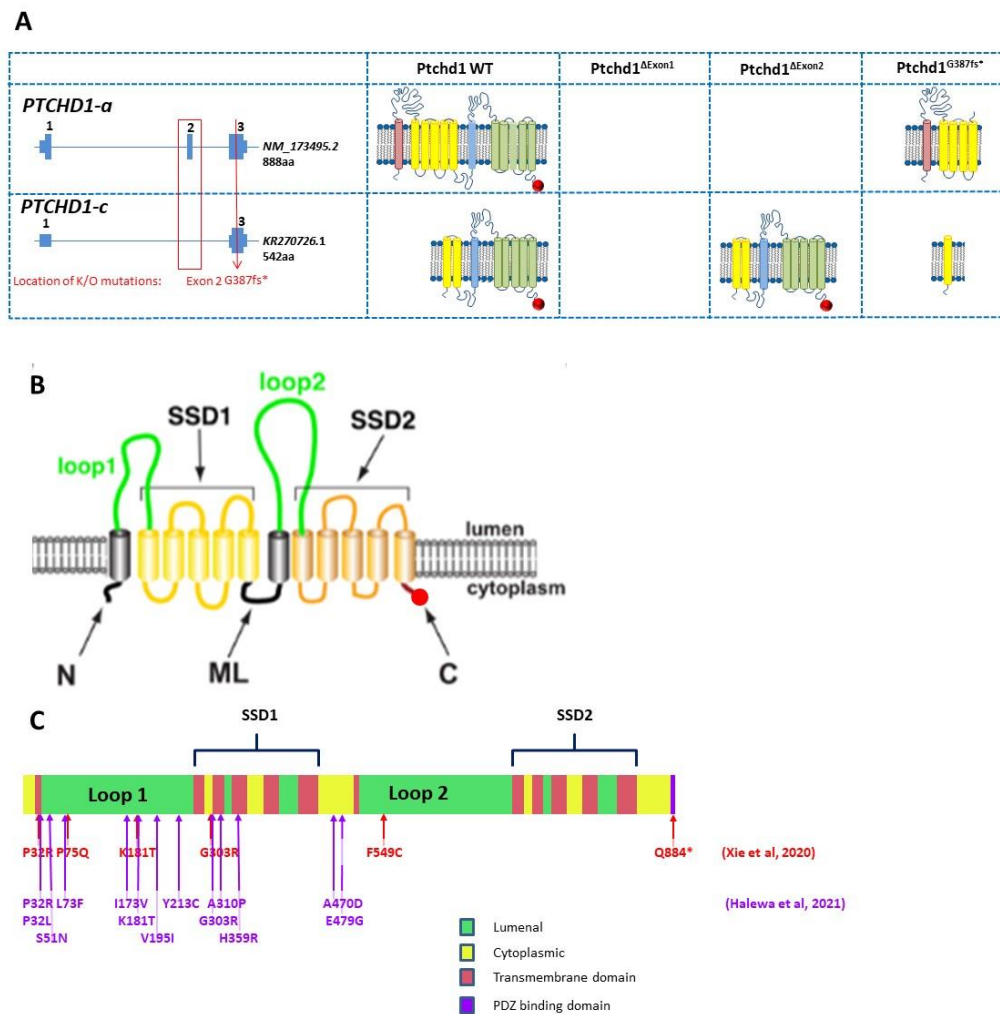 A
Ptchd1 WT
Ptchd1ΔExon1
Ptchd1ΔExon2
Ptchd1G387fs*
PTCHD1-a
1
2
3
NM_173495.2
888aa
PTCHD1-c
1
3
KR270726.1
542aa
Location of K/O mutations:
Exon 2 G387fs*
B
loop2
SSD1
SSD2
loop1
lumen
cytoplasm
N
ML
C
C
SSD1
SSD2
Loop 1
Loop 2
P32R P75Q K181T G303R F549C Q884* (Xie et al, 2020)
P32R L73F I173V Y213C A310P A470D (Halewa et al, 2021)
P32L K181T G303R E479G
S51N V195I H359R
Lumenal
Cytoplasmic
Transmembrane domain
PDZ binding domain